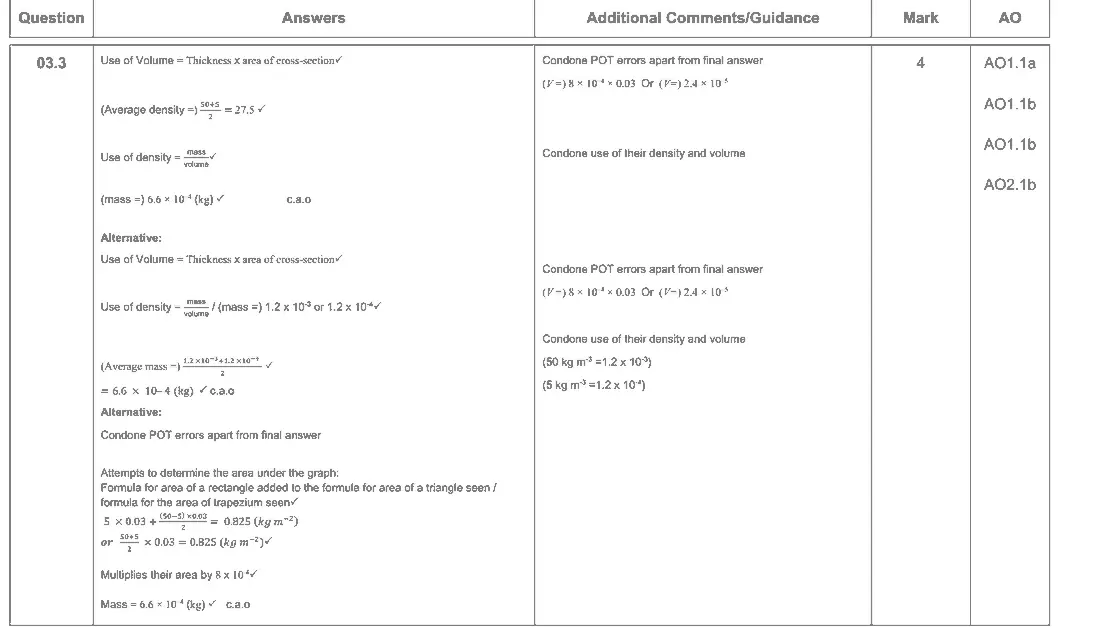 Question Answers Additional Comments/Guidance Mark AO
03.3 Use of Volume = Thickness x area of cross-section✓ Condone POT errors apart from final answer 4 AO1.1a
(V =) 8 × 10⁻⁴ × 0.03 Or (V=) 2.4 × 10⁻⁵
(Average density =) (50+5)/2 = 27.5 ✓ AO1.1b
Use of density = mass/volume ✓ Condone use of their density and volume AO1.1b
AO2.1b
(mass =) 6.6 × 10⁻⁴ (kg) ✓ c.a.o
Alternative:
Use of Volume = Thickness x area of cross-section✓
Condone POT errors apart from final answer
(V =) 8 × 10⁻⁴ × 0.03 Or (V=) 2.4 × 10⁻⁵
Use of density = mass/volume / (mass =) 1.2 x 10⁻³ or 1.2 x 10⁻⁴✓
Condone use of their density and volume
(Average mass =) (1.2 ×10⁻³+1.2 ×10⁻⁴)/2 ✓ (50 kg m⁻³ =1.2 x 10⁻³)
= 6.6 × 10– 4 (kg) ✓ c.a.o (5 kg m⁻³ =1.2 x 10⁻⁴)
Alternative:
Condone POT errors apart from final answer
Attempts to determine the area under the graph:
Formula for area of a rectangle added to the formula for area of a triangle seen /
formula for the area of trapezium seen✓
5 × 0.03 + ((50−5) ×0.03)/2 = 0.825 (kg m⁻²)
or (50+5)/2 × 0.03 = 0.825 (kg m⁻²)✓
Multiplies their area by 8 x 10⁻⁴✓
Mass = 6.6 × 10⁻⁴ (kg) ✓ c.a.o